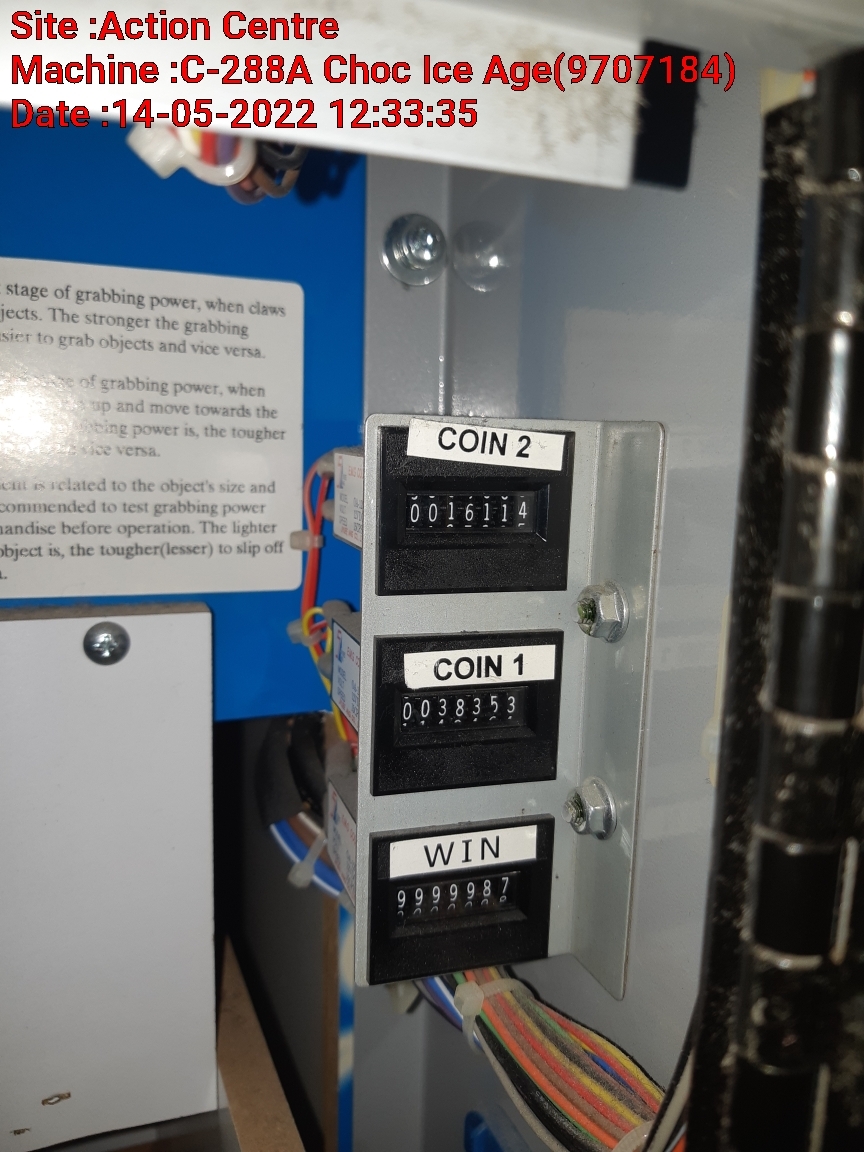 Site :Action Centre
Machine :C-288A Choc Ice Age(9707184)
Date :14-05-2022 12:33:35
stage of grabbing power, when claws
jects. The stronger the grabbing
sier to grab objects and vice versa.
of grabbing power, when
up and move towards the
bing power is, the tougher
vice versa.
is related to the object's size and
commended to test grabbing power
handise before operation. The lighter
object is, the tougher(lesser) to slip off
COIN 2
0016114
COIN 1
0038353
WIN
9999987